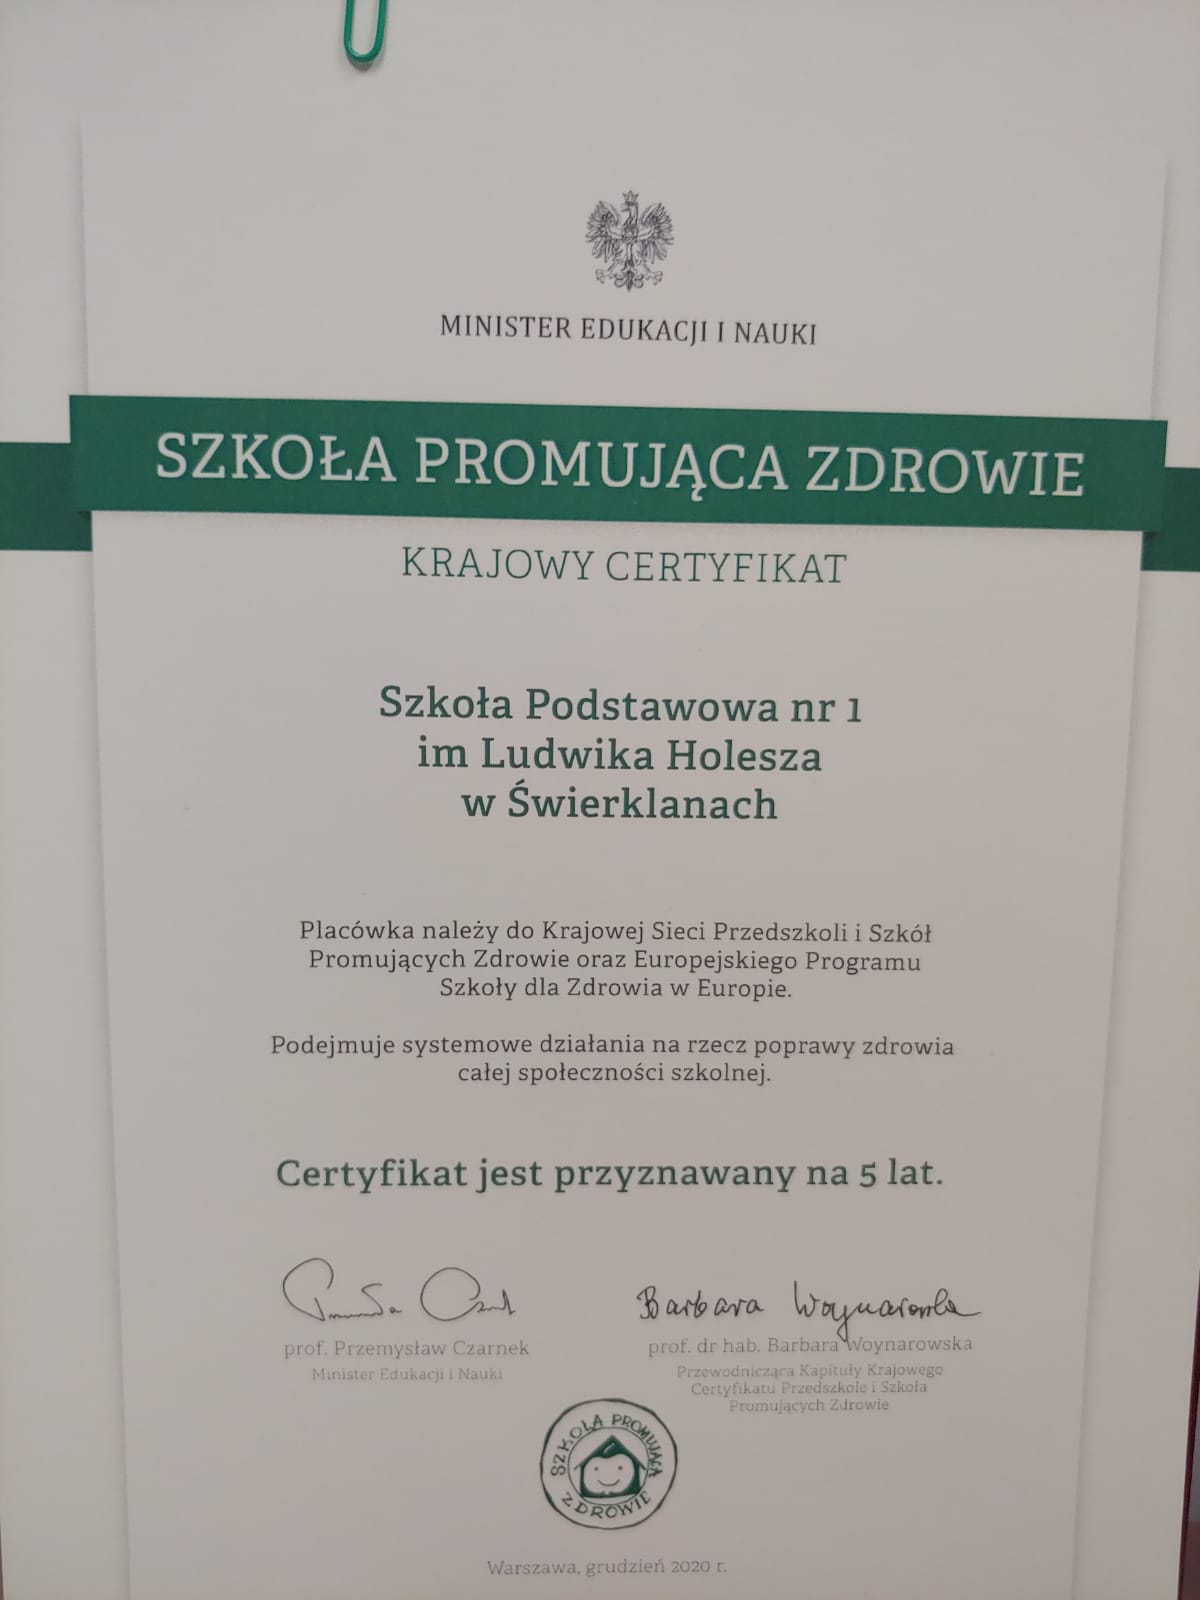 MINISTER EDUKACJI I NAUKI
SZKOŁA PROMUJĄCA ZDROWIE
KRAJOWY CERTYFIKAT
Szkoła Podstawowa nr 1
im Ludwika Holesza
w Świerklanach
Placówka należy do Krajowej Sieci Przedszkoli i Szkół
Promujących Zdrowie oraz Europejskiego Programu
Szkoły dla Zdrowia w Europie.
Podejmuje systemowe działania na rzecz poprawy zdrowia
całej społeczności szkolnej.
Certyfikat jest przyznawany na 5 lat.
Barbara Woynarowska
prof. Przemysław Czarnek
Minister Edukacji i Nauki
prof. dr hab. Barbara Woynarowska
Przewodnicząca Kapituły Krajowego
Certyfikatu Przedszkole i Szkoła
Promujących Zdrowie
SZKOŁA PROMUJĄCA
ZDROWIE
Warszawa, grudzień 2020 r.